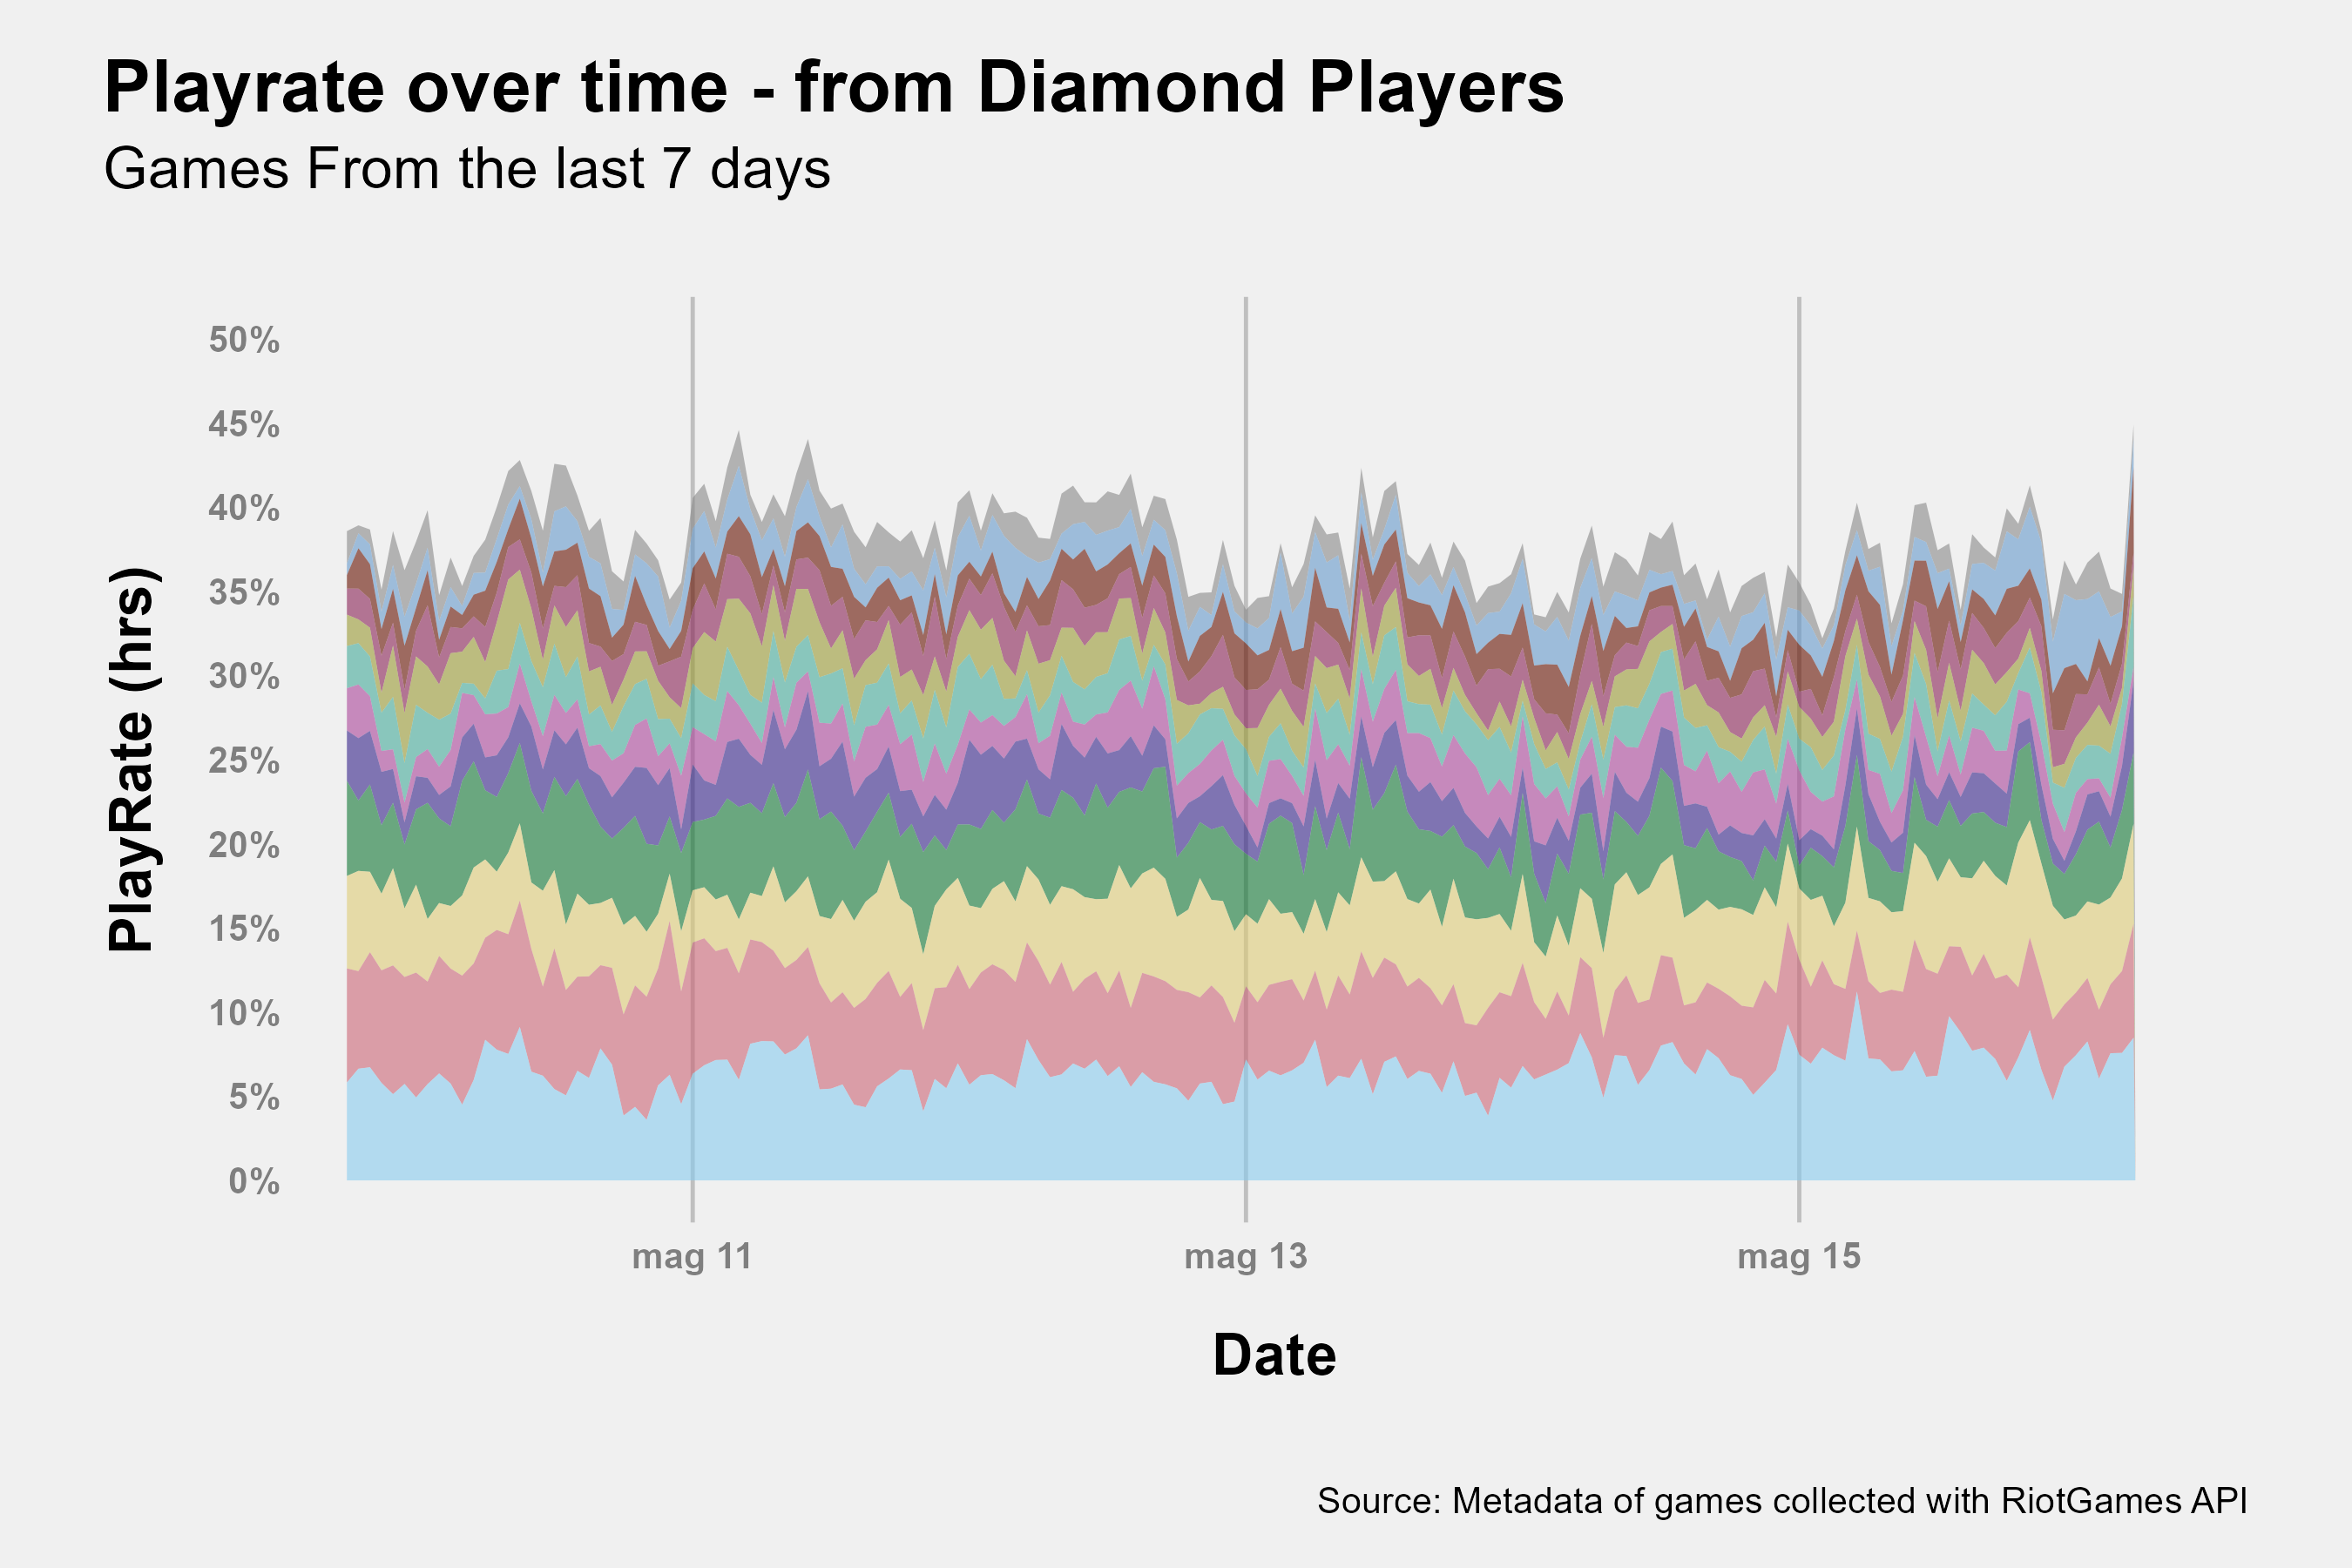 Playrate over time - from Diamond Players
Games From the last 7 days
PlayRate (hrs)
50%
45%
40%
35%
30%
25%
20%
15%
10%
5%
0%
mag 11
mag 13
mag 15
Date
Source: Metadata of games collected with RiotGames API